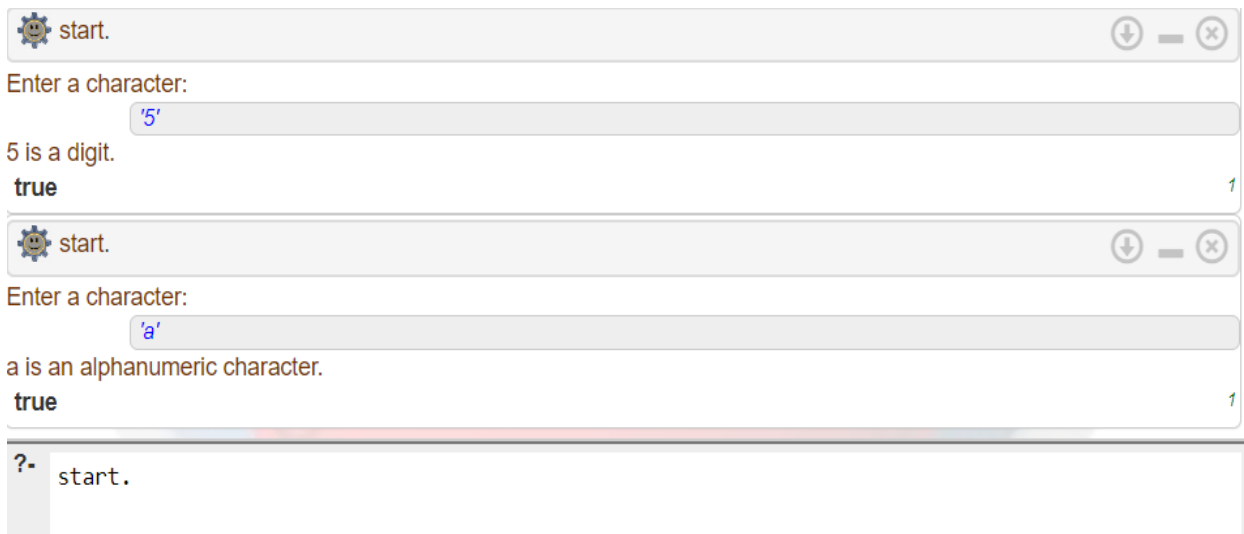 start.
Enter a character:
'5'
5 is a digit.
true 1
start.
Enter a character:
'a'
a is an alphanumeric character.
true 1
?- start.